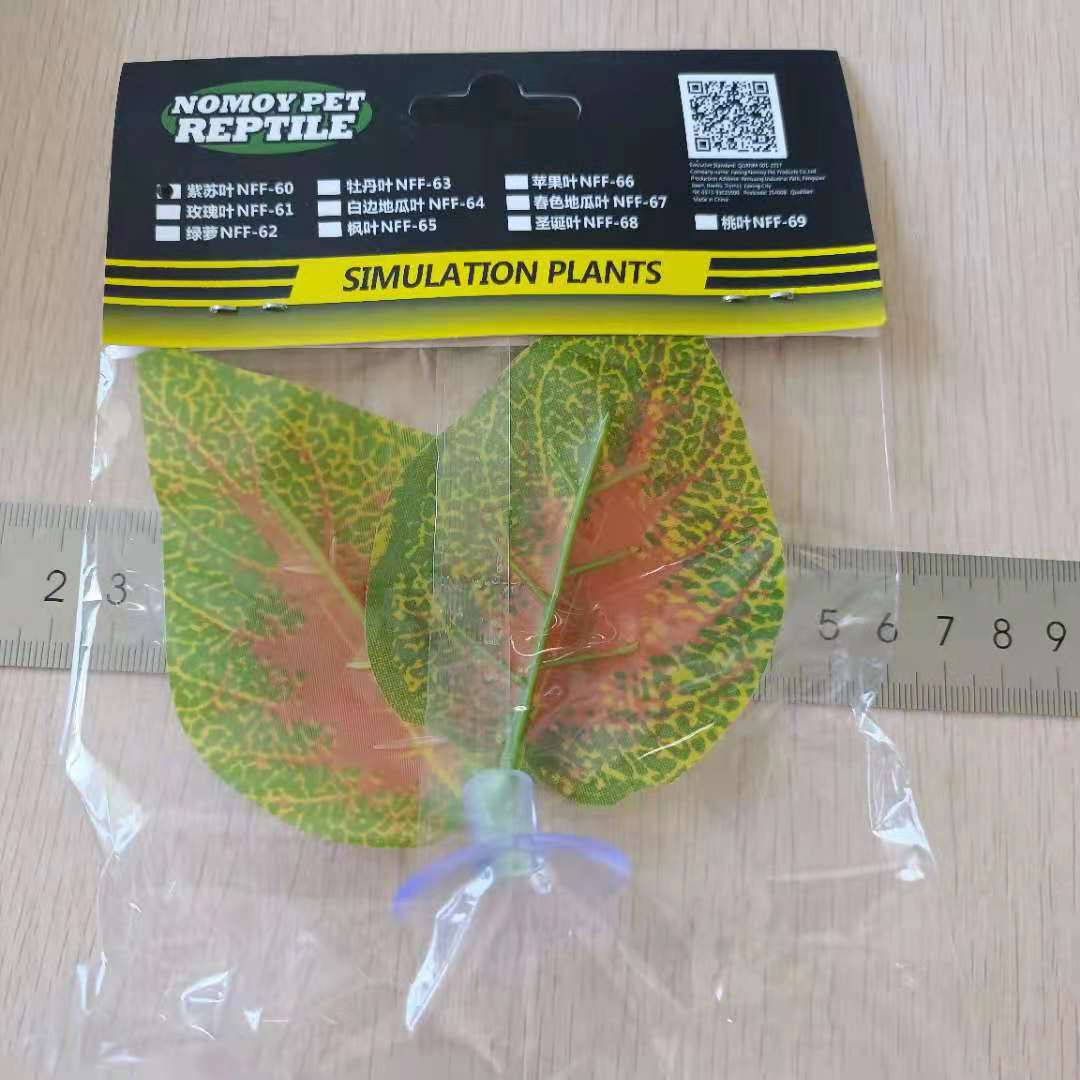 NOMOY PET
REPTILE
紫苏叶NFF-60
玫瑰叶NFF-61
绿萝NFF-62
牡丹叶NFF-63
白边地瓜叶NFF-64
枫叶NFF-65
苹果叶NFF-66
春色地瓜叶NFF-67
圣诞叶NFF-68
桃叶NFF-69
Made in China
SIMULATION PLANTS
2 3 5 6 7 8 9